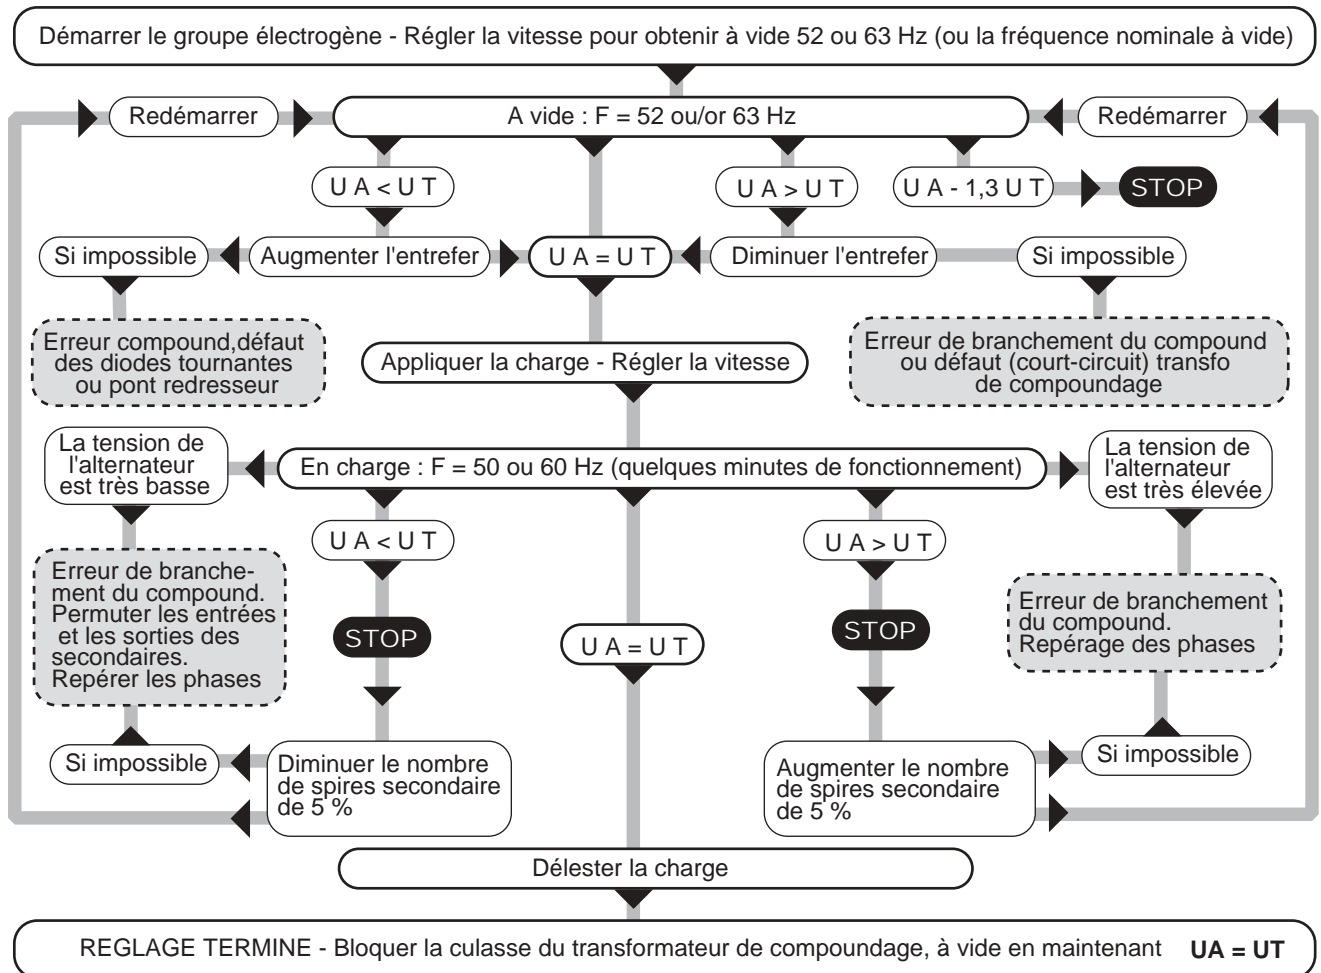 Démarrer le groupe électrogène - Régler la vitesse pour obtenir à vide 52 ou 63 Hz (ou la fréquence nominale à vide)
Redémarrer
A vide : F = 52 ou/or 63 Hz
Redémarrer
U A < U T
U A > U T
U A - 1,3 U T
STOP
Si impossible
Augmenter l'entrefer
U A = U T
Diminuer l'entrefer
Si impossible
Erreur compound,défaut
des diodes tournantes
ou pont redresseur
Appliquer la charge - Régler la vitesse
Erreur de branchement du compound
ou défaut (court-circuit) transfo
de compoundage
La tension de
l'alternateur
est très basse
En charge : F = 50 ou 60 Hz (quelques minutes de fonctionnement)
La tension de
l'alternateur
est très élevée
U A < U T
U A > U T
Erreur de branche-
ment du compound.
Permuter les entrées
et les sorties des
secondaires.
Repérer les phases
STOP
U A = U T
STOP
Erreur de branchement
du compound.
Repérage des phases
Si impossible
Diminuer le nombre
de spires secondaire
de 5 %
Augmenter le nombre
de spires secondaire
de 5 %
Si impossible
Délester la charge
REGLAGE TERMINE - Bloquer la culasse du transformateur de compoundage, à vide en maintenant UA = UT